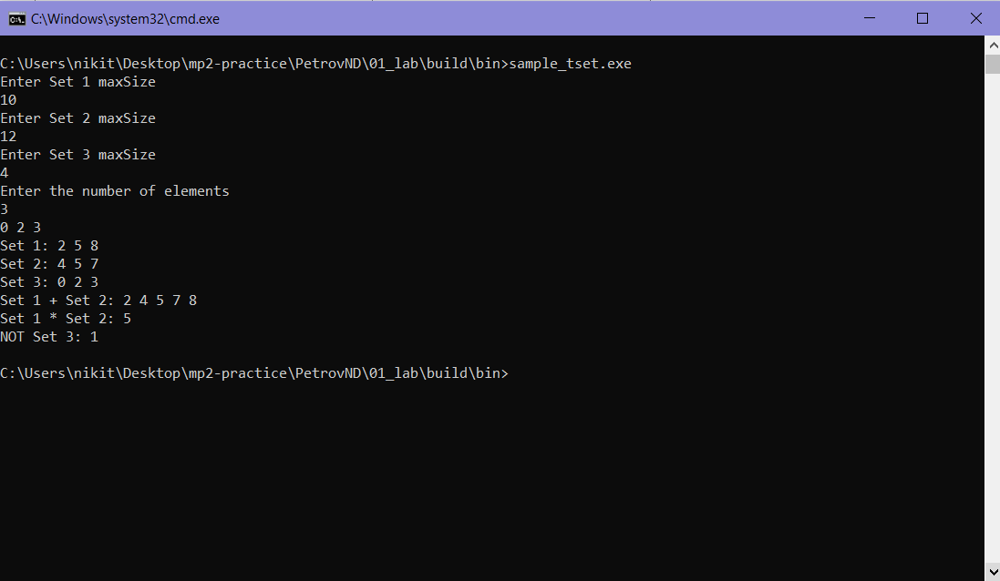 C:\Windows\system32\cmd.exe
C:\Users\nikit\Desktop\mp2-practice\PetrovND\01_lab\build\bin>sample_tset.exe
Enter Set 1 maxSize
10
Enter Set 2 maxSize
12
Enter Set 3 maxSize
4
Enter the number of elements
3
0 2 3
Set 1: 2 5 8
Set 2: 4 5 7
Set 3: 0 2 3
Set 1 + Set 2: 2 4 5 7 8
Set 1 * Set 2: 5
NOT Set 3: 1
C:\Users\nikit\Desktop\mp2-practice\PetrovND\01_lab\build\bin>